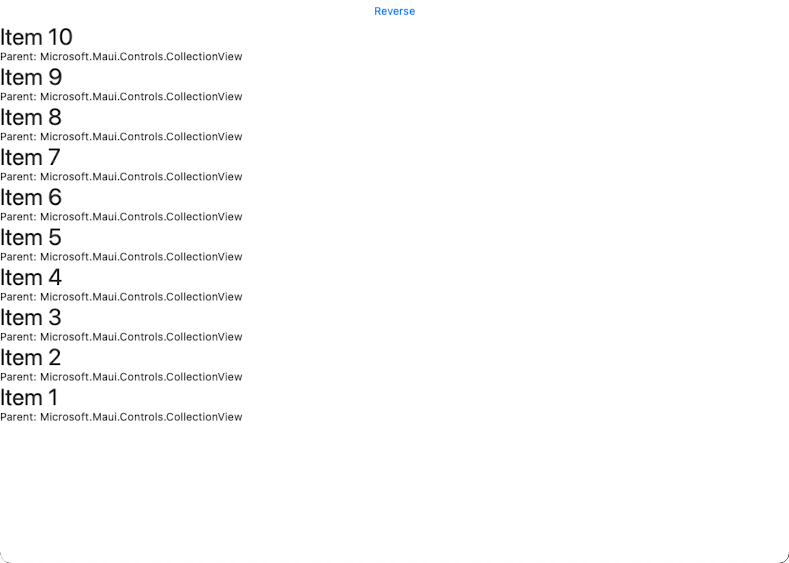 Reverse
Item 10
Parent: Microsoft.Maui.Controls.CollectionView
Item 9
Parent: Microsoft.Maui.Controls.CollectionView
Item 8
Parent: Microsoft.Maui.Controls.CollectionView
Item 7
Parent: Microsoft.Maui.Controls.CollectionView
Item 6
Parent: Microsoft.Maui.Controls.CollectionView
Item 5
Parent: Microsoft.Maui.Controls.CollectionView
Item 4
Parent: Microsoft.Maui.Controls.CollectionView
Item 3
Parent: Microsoft.Maui.Controls.CollectionView
Item 2
Parent: Microsoft.Maui.Controls.CollectionView
Item 1
Parent: Microsoft.Maui.Controls.CollectionView